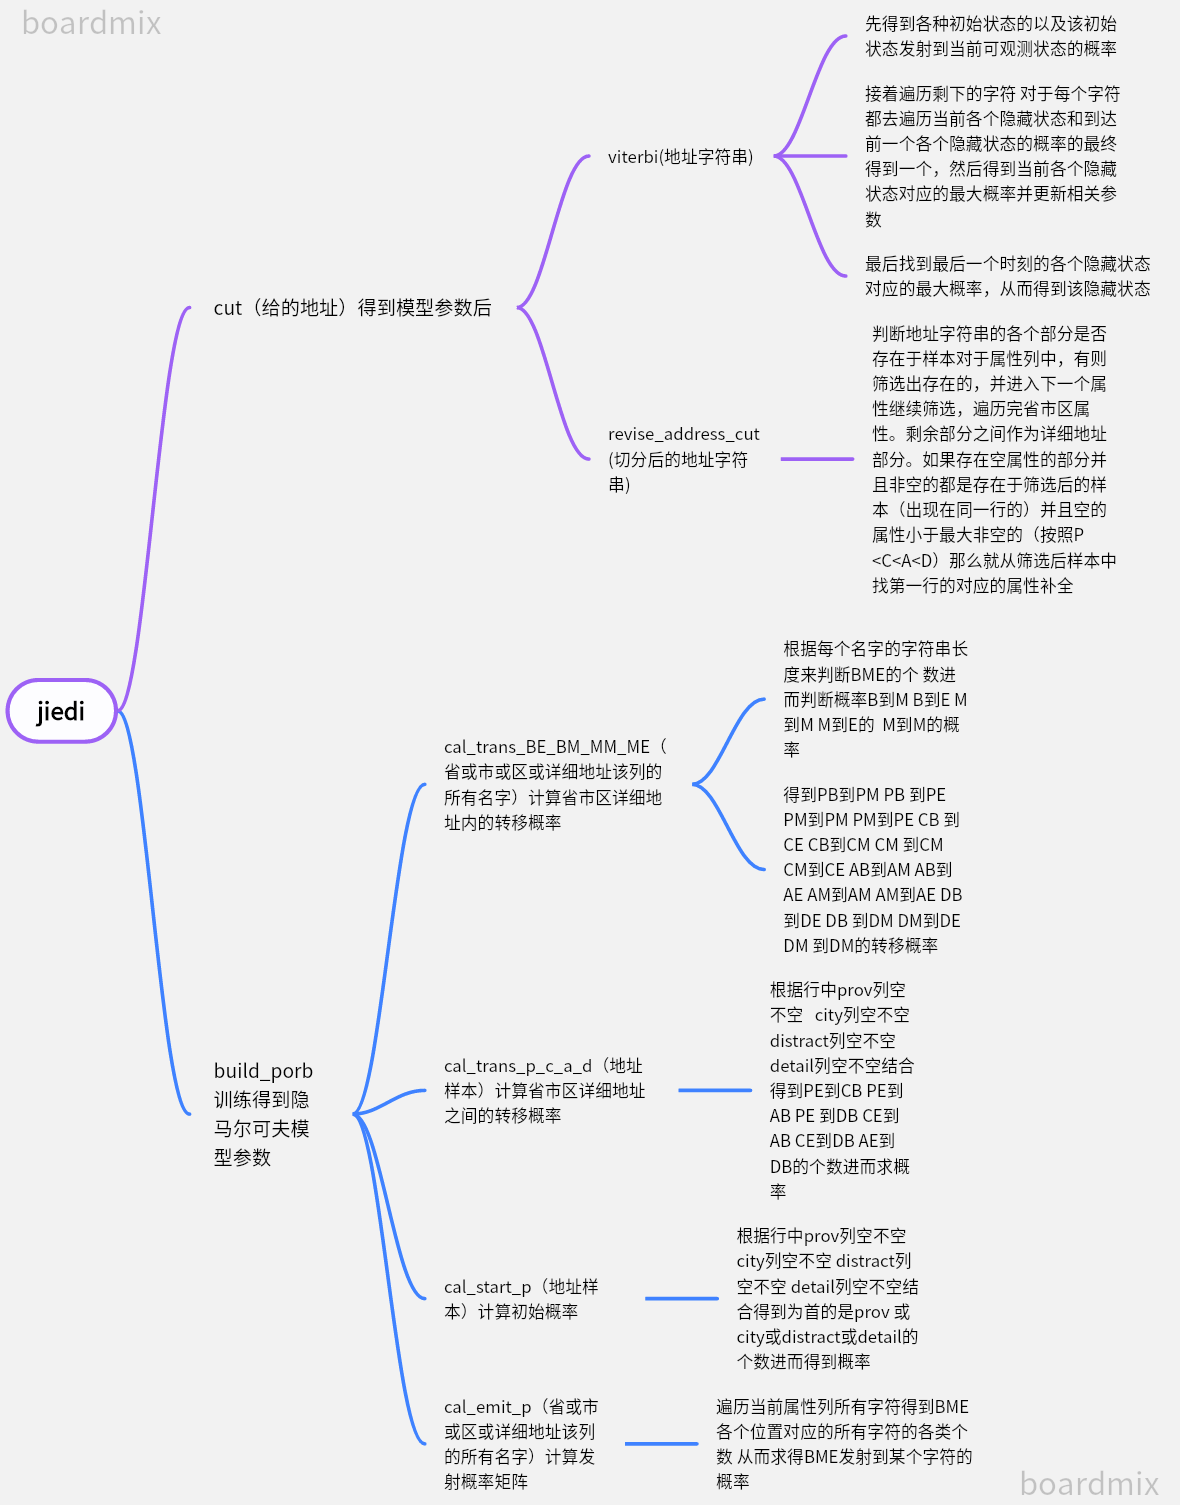 boardmix
jiedi
cut（给的地址）得到模型参数后
viterbi(地址字符串)
先得到各种初始状态的以及该初始
状态发射到当前可观测状态的概率
接着遍历剩下的字符 对于每个字符
都去遍历当前各个隐藏状态和到达
前一个各个隐藏状态的概率的最终
得到一个，然后得到当前各个隐藏
状态对应的最大概率并更新相关参
数
最后找到最后一个时刻的各个隐藏状态
对应的最大概率，从而得到该隐藏状态
revise_address_cut
(切分后的地址字符
串)
判断地址字符串的各个部分是否
存在于样本对于属性列中，有则
筛选出存在的，并进入下一个属
性继续筛选，遍历完省市区属
性。剩余部分之间作为详细地址
部分。如果存在空属性的部分并
且非空的都是存在于筛选后的样
本（出现在同一行的）并且空的
属性小于最大非空的（按照P
<C<A<D）那么就从筛选后样本中
找第一行的对应的属性补全
build_porb
训练得到隐
马尔可夫模
型参数
cal_trans_BE_BM_MM_ME（
省或市或区或详细地址该列的
所有名字）计算省市区详细地
址内的转移概率
根据每个名字的字符串长
度来判断BME的个 数进
而判断概率B到M B到E M
到M M到E的 M到M的概
率
得到PB到PM PB 到PE
PM到PM PM到PE CB 到
CE CB到CM CM 到CM
CM到CE AB到AM AB到
AE AM到AM AM到AE DB
到DE DB 到DM DM到DE
DM 到DM的转移概率
cal_trans_p_c_a_d（地址
样本）计算省市区详细地址
之间的转移概率
根据行中prov列空
不空 city列空不空
distract列空不空
detail列空不空结合
得到PE到CB PE到
AB PE 到DB CE到
AB CE到DB AE到
DB的个数进而求概
率
cal_start_p（地址样
本）计算初始概率
根据行中prov列空不空
city列空不空 distract列
空不空 detail列空不空结
合得到为首的是prov 或
city或distract或detail的
个数进而得到概率
cal_emit_p（省或市
或区或详细地址该列
的所有名字）计算发
射概率矩阵
遍历当前属性列所有字符得到BME
各个位置对应的所有字符的各类个
数 从而求得BME发射到某个字符的
概率
boardmix